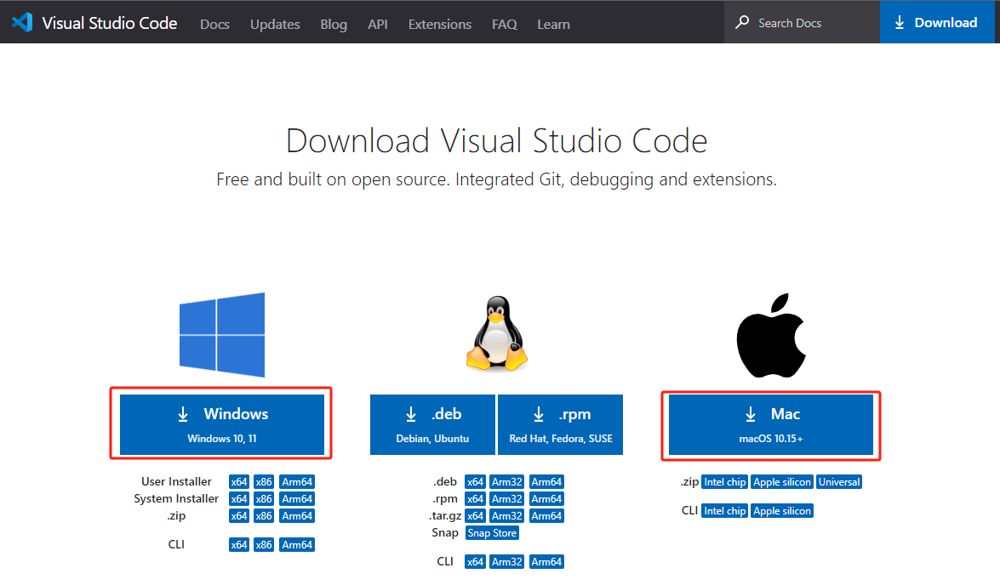 Visual Studio Code Docs Updates Blog API Extensions FAQ Learn Search Docs Download
Download Visual Studio Code
Free and built on open source. Integrated Git, debugging and extensions.
Windows
Windows 10, 11
User Installer x64 x86 Arm64
System Installer x64 x86 Arm64
.zip x64 x86 Arm64
CLI x64 x86 Arm64
.deb
Debian, Ubuntu
.rpm
Red Hat, Fedora, SUSE
.deb x64 Arm32 Arm64
.rpm x64 Arm32 Arm64
.tar.gz x64 Arm32 Arm64
Snap Snap Store
CLI x64 Arm32 Arm64
Mac
macOS 10.15+
.zip Intel chip Apple silicon Universal
CLI Intel chip Apple silicon